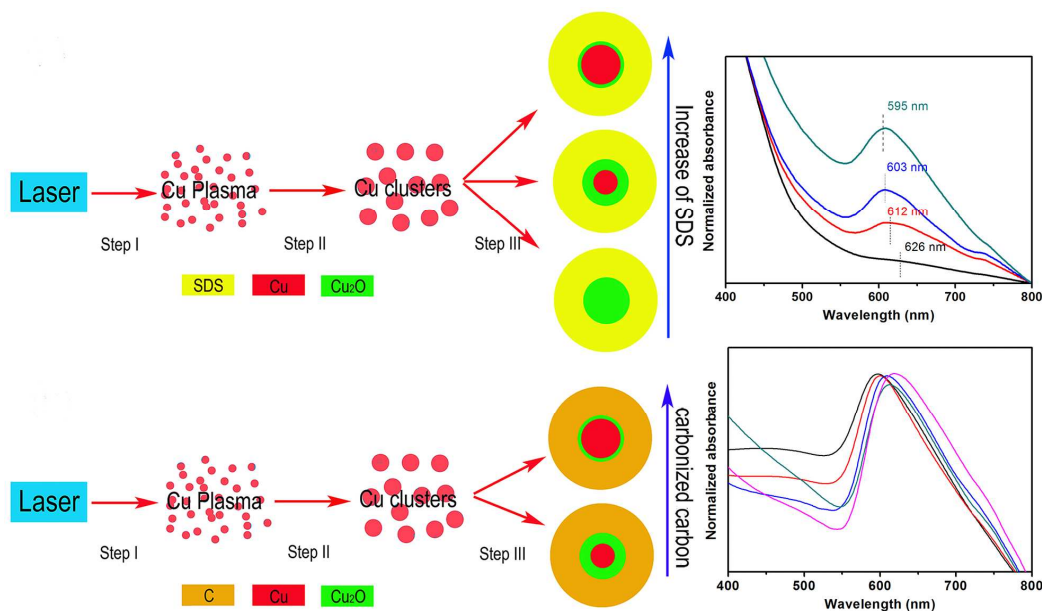 Laser
Cu Plasma
Cu clusters
Step I
Step II
Step III
SDS
Cu
Cu₂O
Increase of SDS
Normalized absorbance
595 nm
603 nm
612 nm
626 nm
400
500
600
700
800
Wavelength (nm)
Laser
Cu Plasma
Cu clusters
Step I
Step II
Step III
C
Cu
Cu₂O
carbonized carbon
Normalized absorbance
400
500
600
700
800
Wavelength (nm)